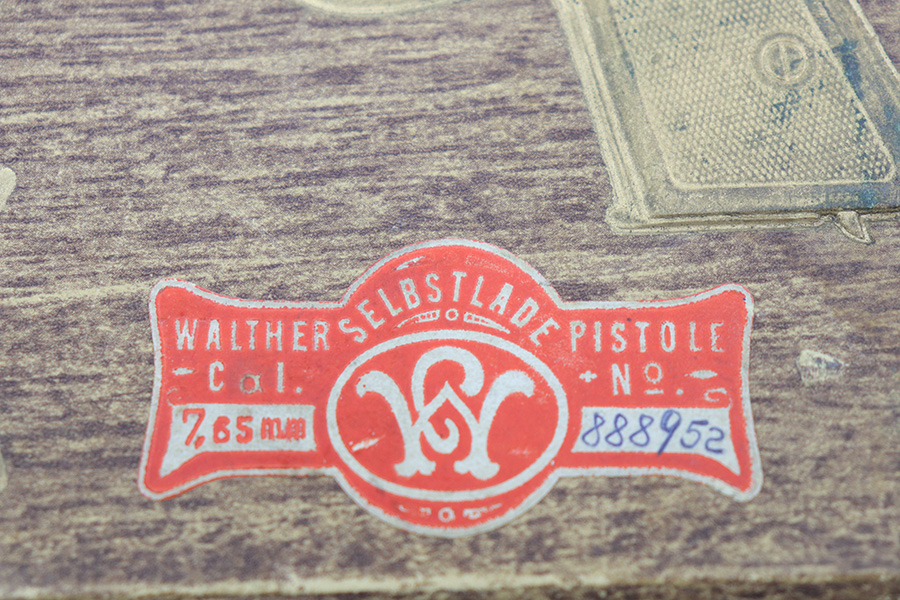 WALTHER SELBSTLADE PISTOLE
Cal. No.
7,65 mm 888952
W